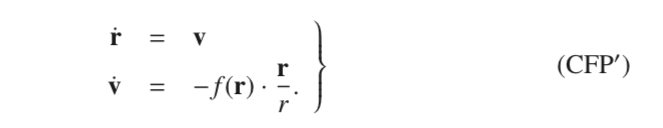 ṙ = v
v̇ = −f(r) · r/r.
(CFP′)